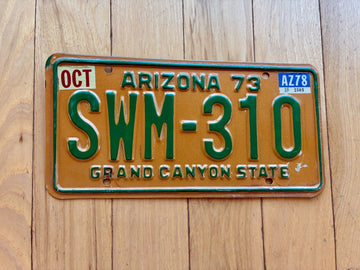 OCT
ARIZONA 73
AZ78
SWM-310
GRAND CANYON STATE